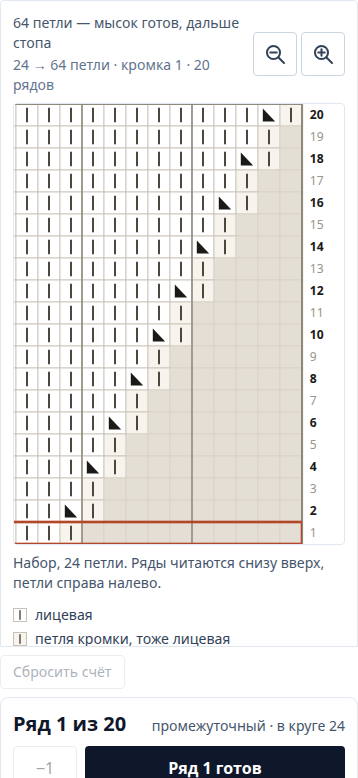 64 петли — мысок готов, дальше
стопа
24 → 64 петли · кромка 1 · 20
рядов
20
19
18
17
16
15
14
13
12
11
10
9
8
7
6
5
4
3
2
1
Набор, 24 петли. Ряды читаются снизу вверх,
петли справа налево.
лицевая
петля кромки, тоже лицевая
Сбросить счёт
Ряд 1 из 20 промежуточный · в круге 24
−1 Ряд 1 готов